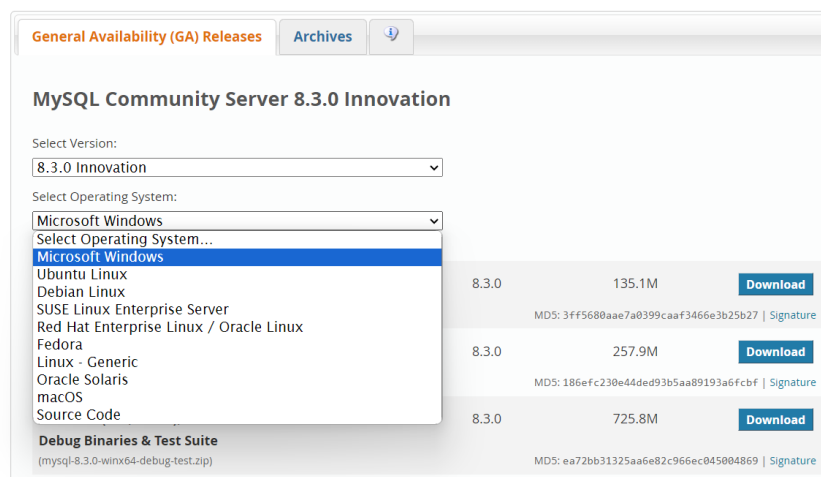 General Availability (GA) Releases
Archives
MySQL Community Server 8.3.0 Innovation
Select Version:
8.3.0 Innovation
Select Operating System:
Microsoft Windows
Select Operating System...
Microsoft Windows
Ubuntu Linux
Debian Linux
SUSE Linux Enterprise Server
Red Hat Enterprise Linux / Oracle Linux
Fedora
Linux - Generic
Oracle Solaris
macOS
Source Code
8.3.0 135.1M Download
MD5: 3ff5680aae7a0399caaf3466e3b25b27 | Signature
8.3.0 257.9M Download
MD5: 186efc230e44ded93b5aa89193a6fcbf | Signature
8.3.0 725.8M Download
Debug Binaries & Test Suite
(mysql-8.3.0-winx64-debug-test.zip) MD5: ea72bb31325aa6e82c966ec045004869 | Signature